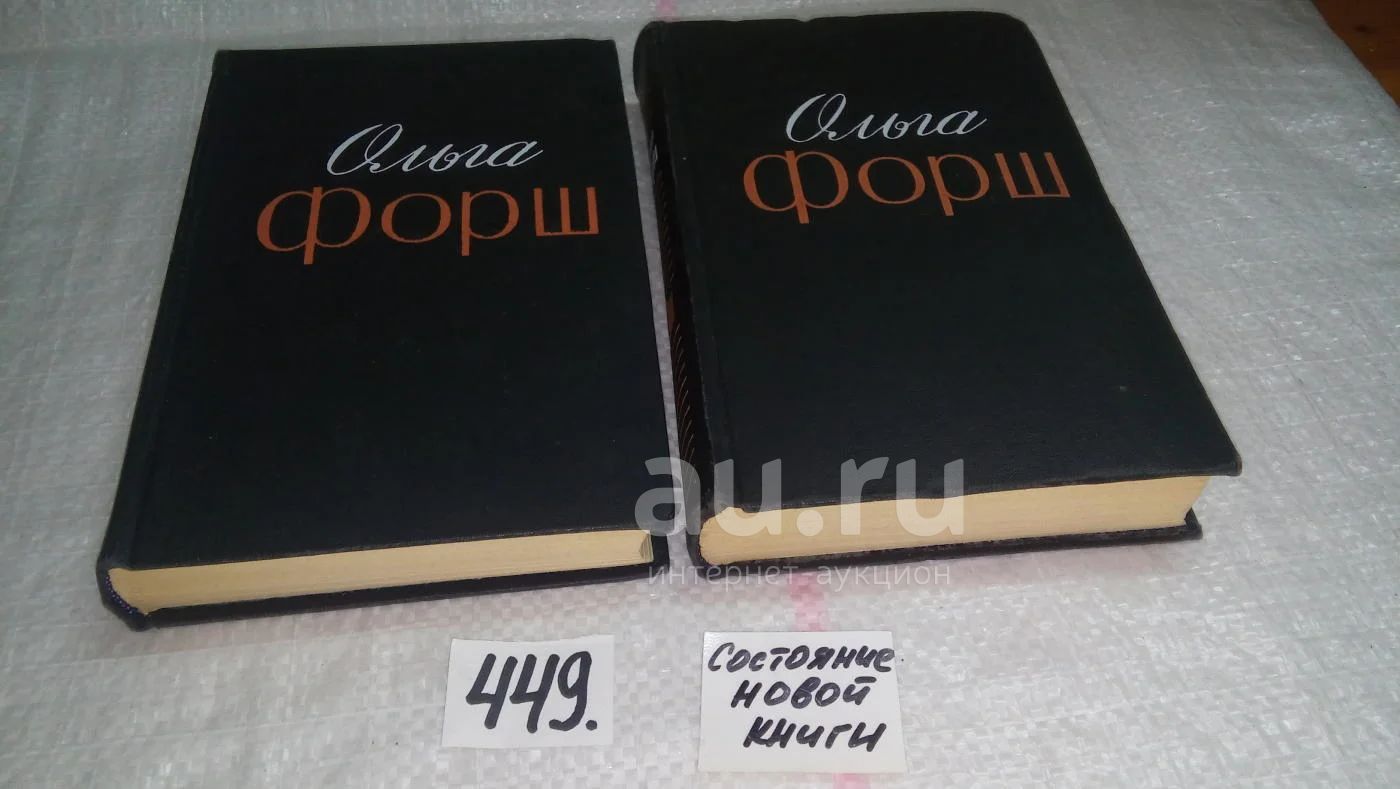 Ольга
Форш
Ольга
Форш
au.ru
интернет аукцион
449.
Состояние
новой
книги